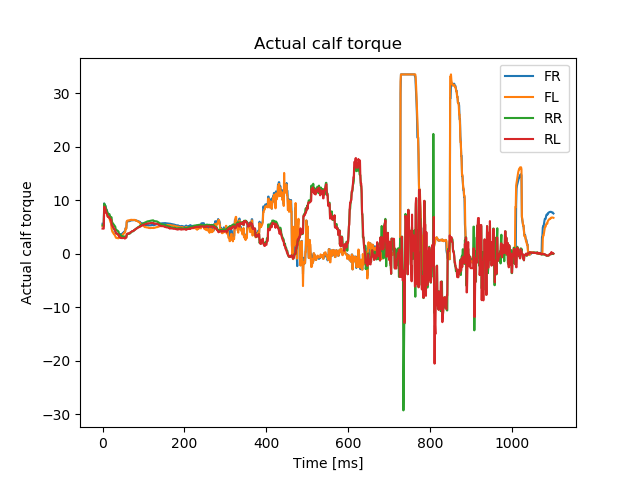 Actual calf torque
FR
FL
RR
RL
30
20
10
0
−10
−20
−30
Actual calf torque
0
200
400
600
800
1000
Time [ms]